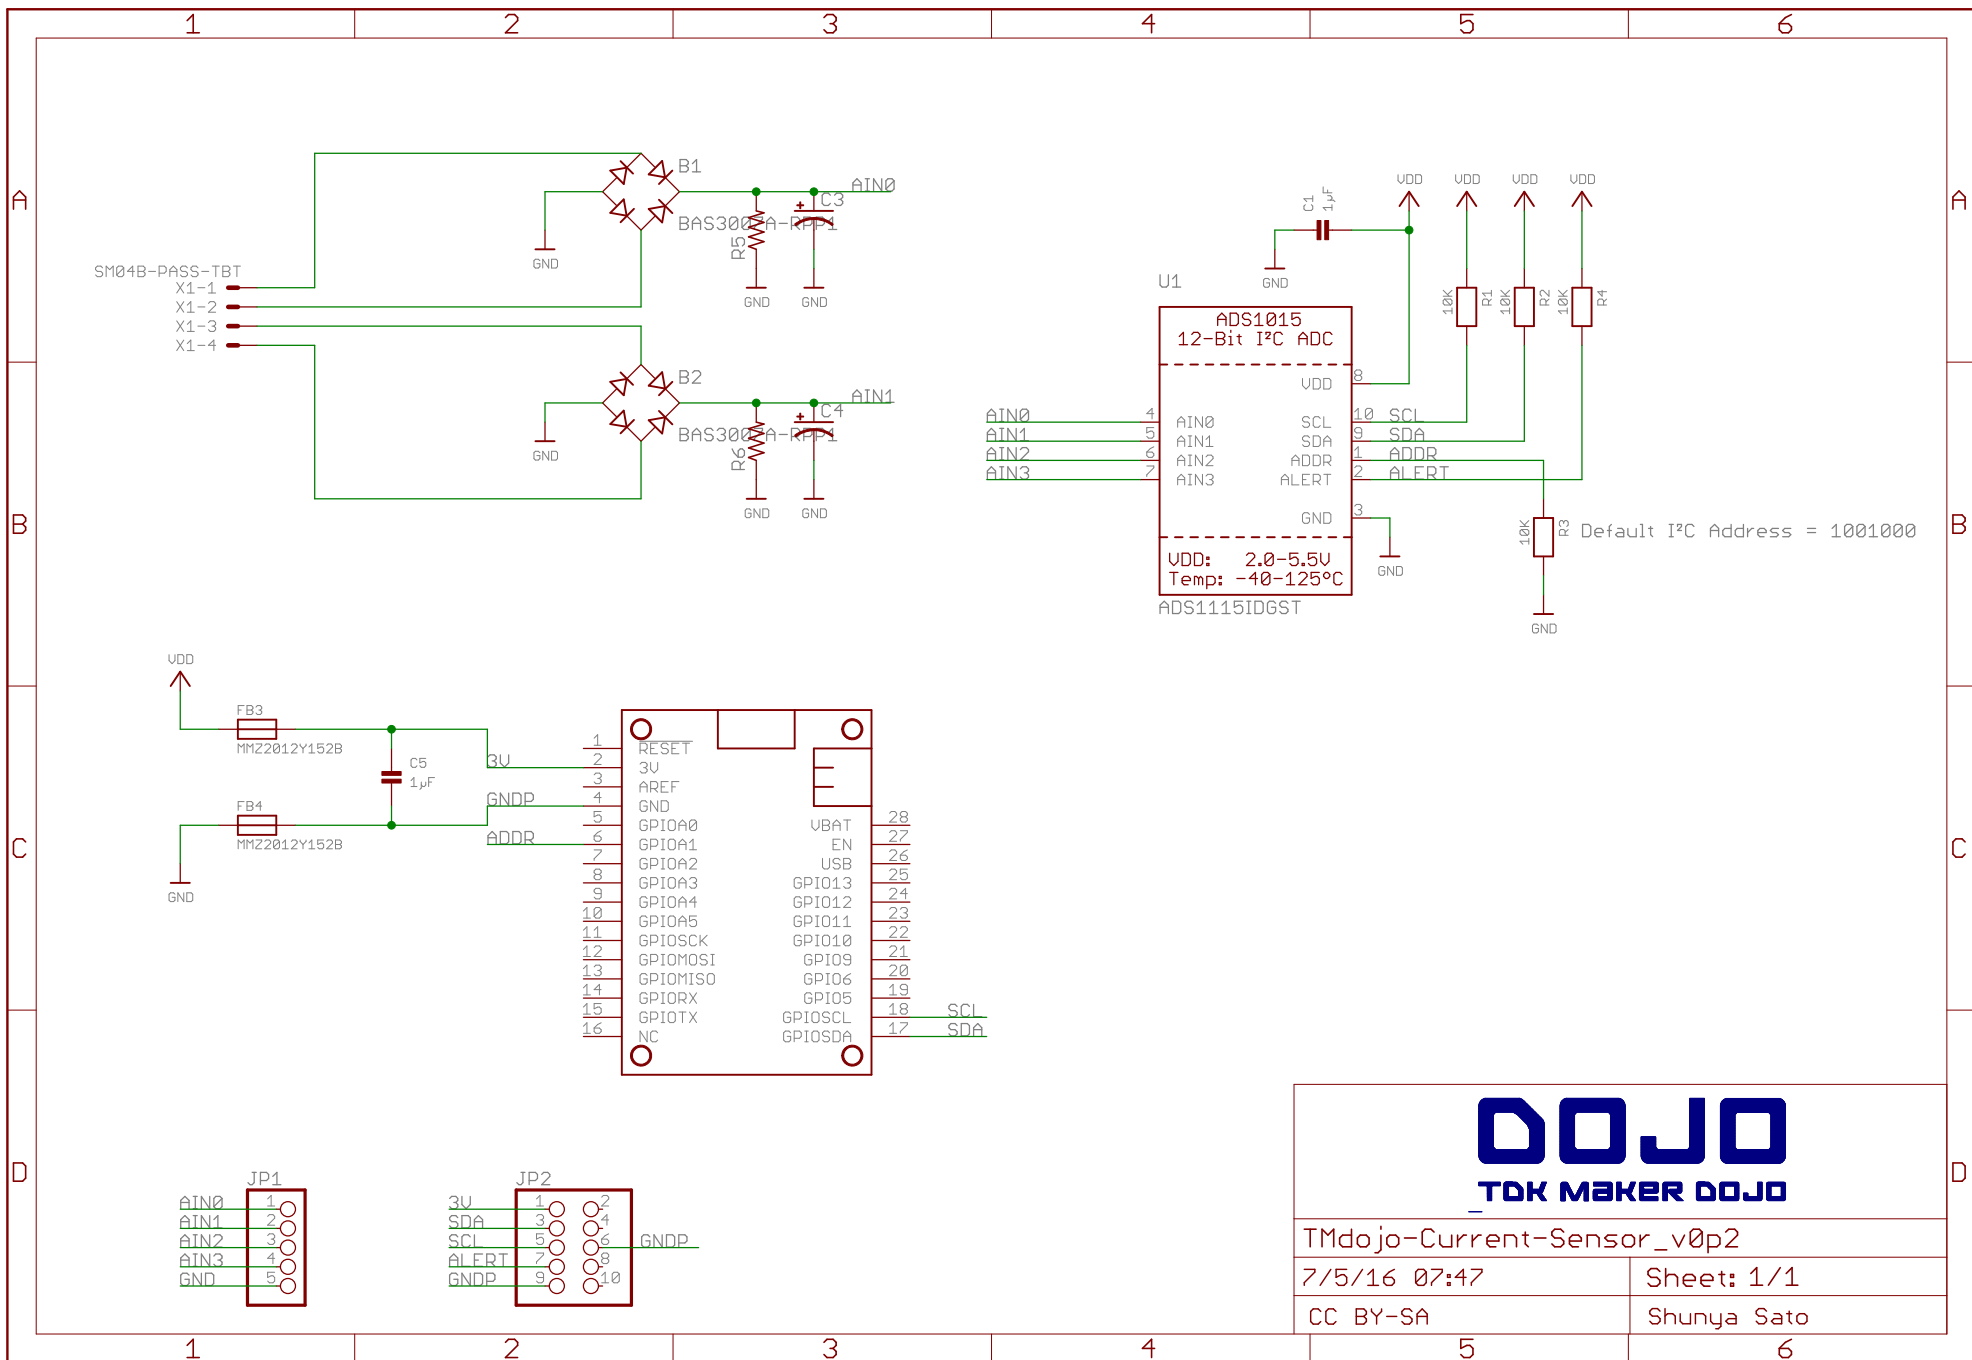 1 2 3 4 5 6
A A
B B
C C
D D
1 2 3 4 5 6
SM04B-PASS-TBT
X1-1
X1-2
X1-3
X1-4
B1
BAS3007A-RPP1
GND
R5
GND
C3
GND
AIN0
B2
BAS3007A-RPP1
GND
R6
GND
C4
GND
AIN1
VDD VDD VDD VDD
C1
1µF
GND
10K R1
10K R2
10K R4
U1
ADS1015
12-Bit I²C ADC
VDD 8
AIN0 4 AIN0 SCL 10 SCL
AIN1 5 AIN1 SDA 9 SDA
AIN2 6 AIN2 ADDR 1 ADDR
AIN3 7 AIN3 ALERT 2 ALERT
GND 3
GND
VDD: 2.0-5.5V
Temp: -40-125°C
ADS1115IDGST
10K R3
Default I²C Address = 1001000
GND
VDD
FB3
MMZ2012Y152B
C5
1µF
FB4
MMZ2012Y152B
GND
3V
GNDP
ADDR
1 RESET
2 3V
3 AREF
4 GND
5 GPIOA0
6 GPIOA1
7 GPIOA2
8 GPIOA3
9 GPIOA4
10 GPIOA5
11 GPIOSCK
12 GPIOMOSI
13 GPIOMISO
14 GPIORX
15 GPIOTX
16 NC
VBAT 28
EN 27
USB 26
GPIO13 25
GPIO12 24
GPIO11 23
GPIO10 22
GPIO9 21
GPIO6 20
GPIO5 19
GPIOSCL 18 SCL
GPIOSDA 17 SDA
JP1
AIN0 1
AIN1 2
AIN2 3
AIN3 4
GND 5
JP2
3V 1 2
SDA 3 4
SCL 5 6 GNDP
ALERT 7 8
GNDP 9 10
DOJO
_TDK MaKER DOJO
TMdojo-Current-Sensor_v0p2
7/5/16 07:47 Sheet: 1/1
CC BY-SA Shunya Sato